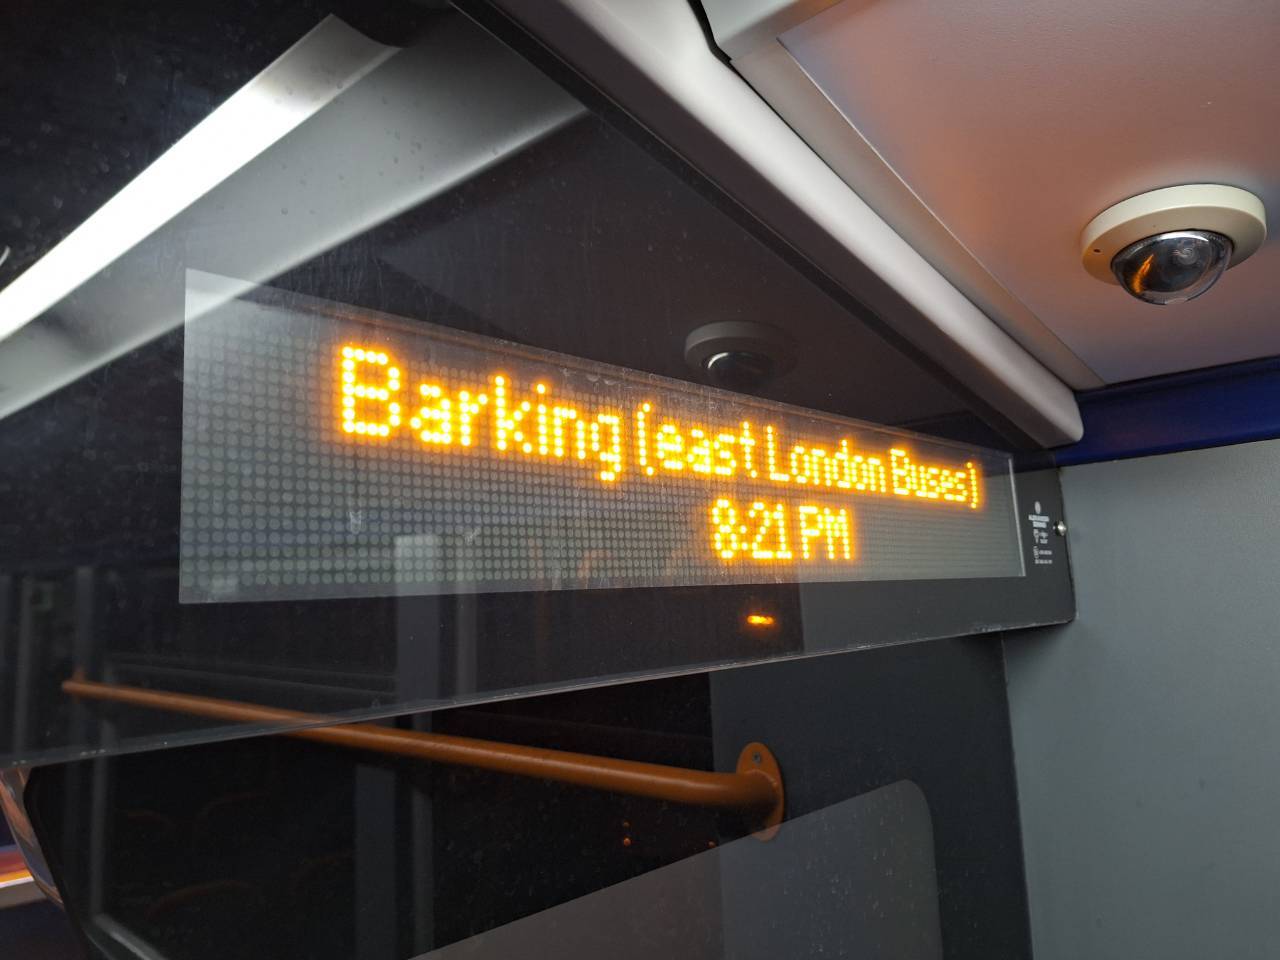 Barking (east London Buses)
8:21 PM